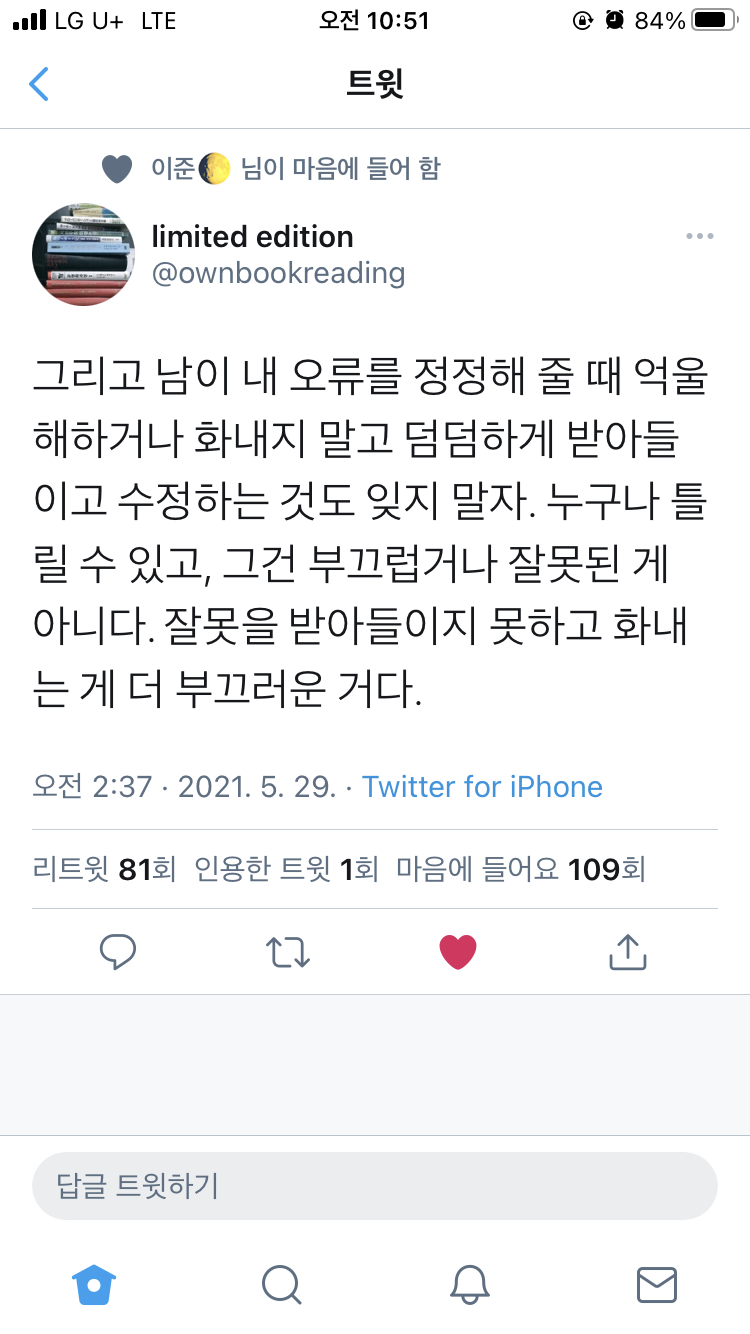 LG U+ LTE 오전 10:51 84%
트윗
이준🌔 님이 마음에 들어 함
limited edition
@ownbookreading
그리고 남이 내 오류를 정정해 줄 때 억울
해하거나 화내지 말고 덤덤하게 받아들
이고 수정하는 것도 잊지 말자. 누구나 틀
릴 수 있고, 그건 부끄럽거나 잘못된 게
아니다. 잘못을 받아들이지 못하고 화내
는 게 더 부끄러운 거다.
오전 2:37 · 2021. 5. 29. · Twitter for iPhone
리트윗 81회 인용한 트윗 1회 마음에 들어요 109회
답글 트윗하기